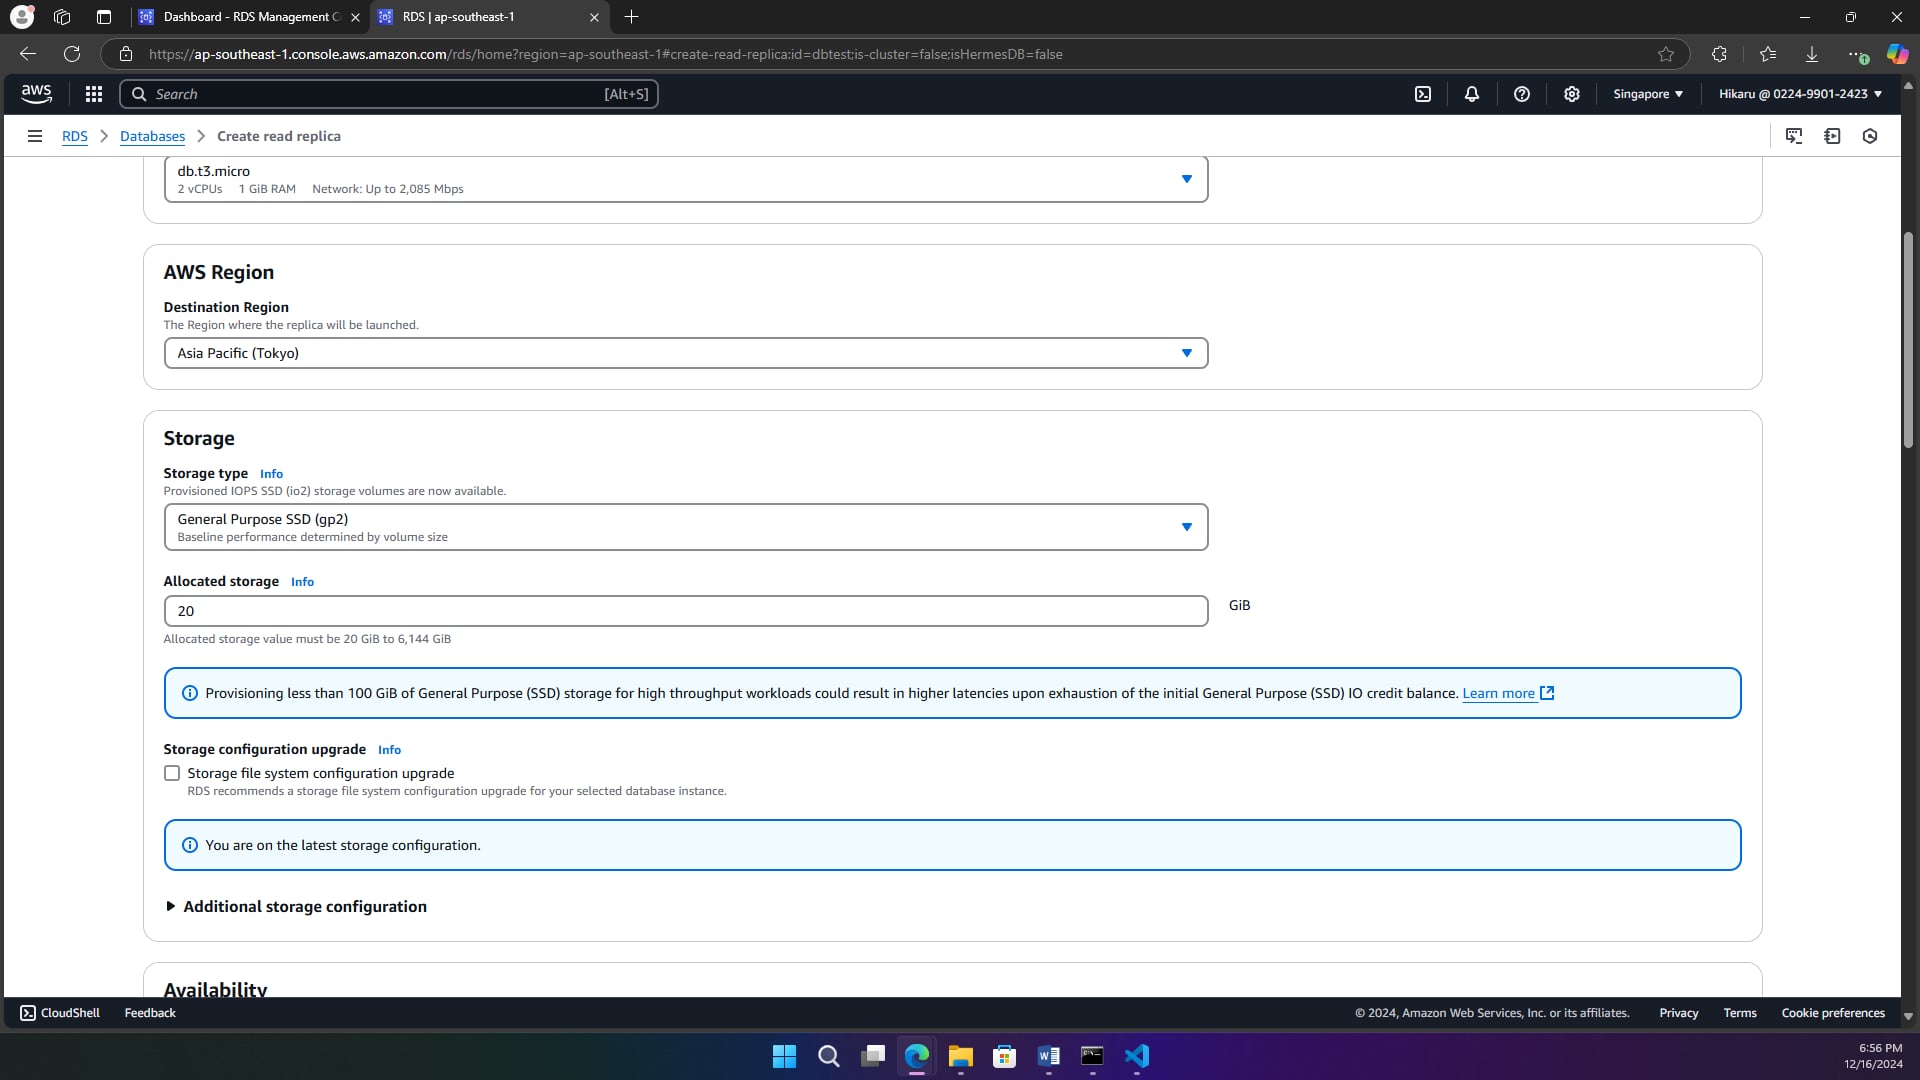 Dashboard - RDS Management C
RDS | ap-southeast-1
https://ap-southeast-1.console.aws.amazon.com/rds/home?region=ap-southeast-1#create-read-replica:id=dbtest;is-cluster=false;isHermesDB=false
aws
Search
[Alt+S]
Singapore
Hikaru @ 0224-9901-2423
RDS
Databases
Create read replica
db.t3.micro
2 vCPUs 1 GiB RAM Network: Up to 2,085 Mbps
AWS Region
Destination Region
The Region where the replica will be launched.
Asia Pacific (Tokyo)
Storage
Storage type Info
Provisioned IOPS SSD (io2) storage volumes are now available.
General Purpose SSD (gp2)
Baseline performance determined by volume size
Allocated storage Info
20
GiB
Allocated storage value must be 20 GiB to 6,144 GiB
Provisioning less than 100 GiB of General Purpose (SSD) storage for high throughput workloads could result in higher latencies upon exhaustion of the initial General Purpose (SSD) IO credit balance. Learn more
Storage configuration upgrade Info
Storage file system configuration upgrade
RDS recommends a storage file system configuration upgrade for your selected database instance.
You are on the latest storage configuration.
Additional storage configuration
Availability
CloudShell
Feedback
© 2024, Amazon Web Services, Inc. or its affiliates.
Privacy
Terms
Cookie preferences
6:56 PM
12/16/2024